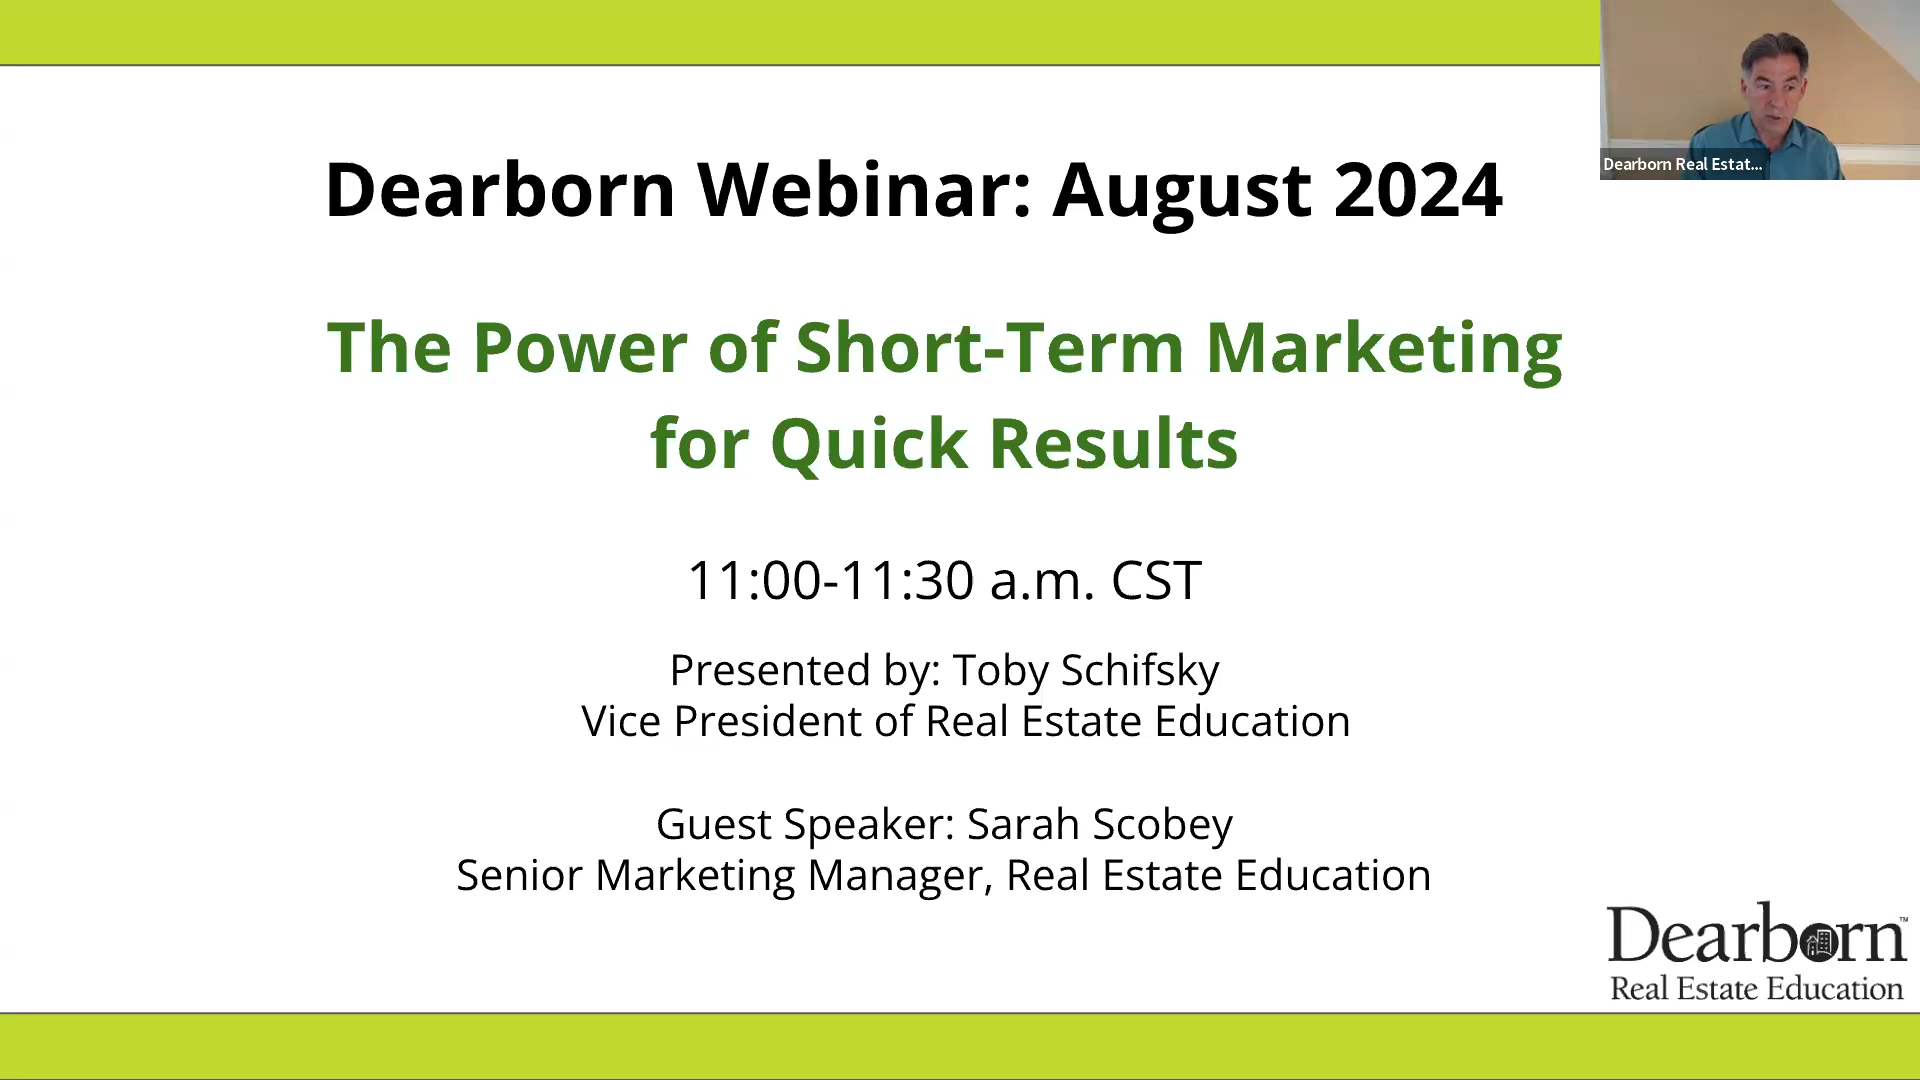 Dearborn Webinar: August 2024
The Power of Short-Term Marketing
for Quick Results
11:00-11:30 a.m. CST
Presented by: Toby Schifsky
Vice President of Real Estate Education
Guest Speaker: Sarah Scobey
Senior Marketing Manager, Real Estate Education
Dearborn Real Estat...
Dearborn™
Real Estate Education